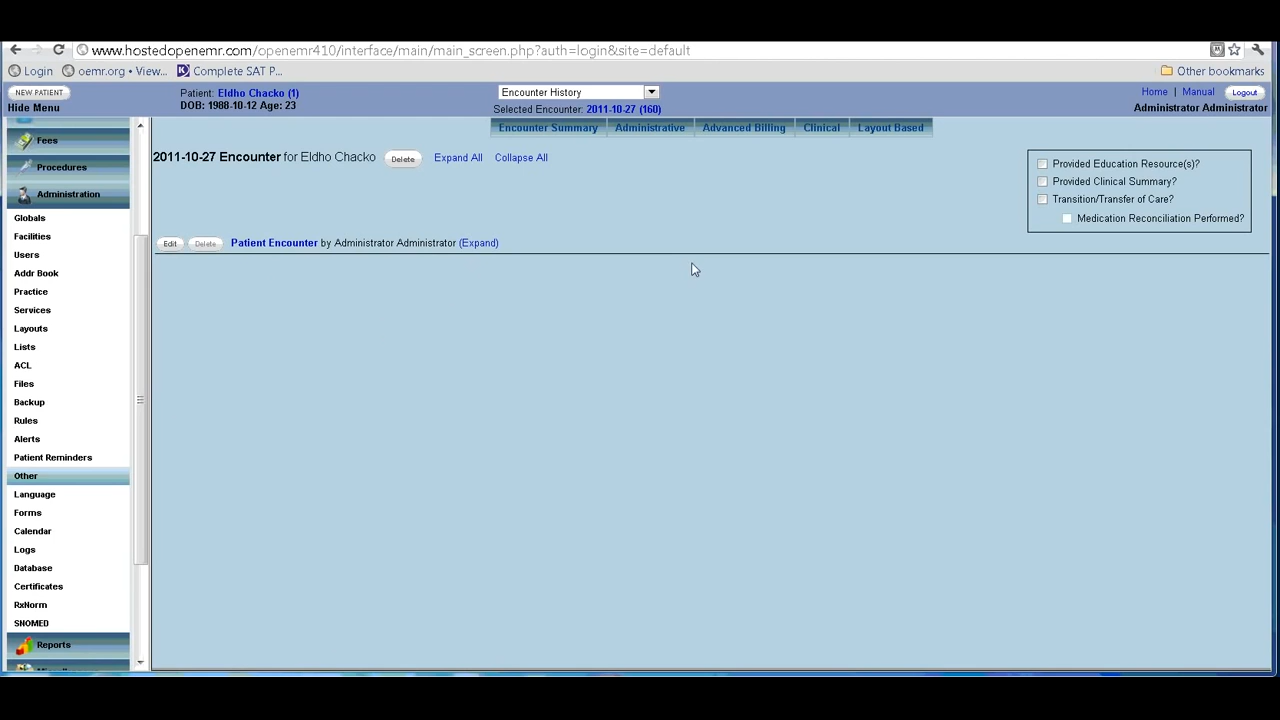 www.hostedopenemr.com/openemr410/interface/main/main_screen.php?auth=login&site=default
Login
oemr.org • View...
Complete SAT P...
Other bookmarks
NEW PATIENT
Patient: Eldho Chacko (1)
Encounter History
Home | Manual
Logout
Hide Menu
DOB: 1988-10-12 Age: 23
Selected Encounter: 2011-10-27 (160)
Administrator Administrator
Encounter Summary
Administrative
Advanced Billing
Clinical
Layout Based
2011-10-27 Encounter for Eldho Chacko
Delete
Expand All
Collapse All
Provided Education Resource(s)?
Provided Clinical Summary?
Transition/Transfer of Care?
Medication Reconciliation Performed?
Edit
Delete
Patient Encounter by Administrator Administrator (Expand)
Fees
Procedures
Administration
Globals
Facilities
Users
Addr Book
Practice
Services
Layouts
Lists
ACL
Files
Backup
Rules
Alerts
Patient Reminders
Other
Language
Forms
Calendar
Logs
Database
Certificates
RxNorm
SNOMED
Reports